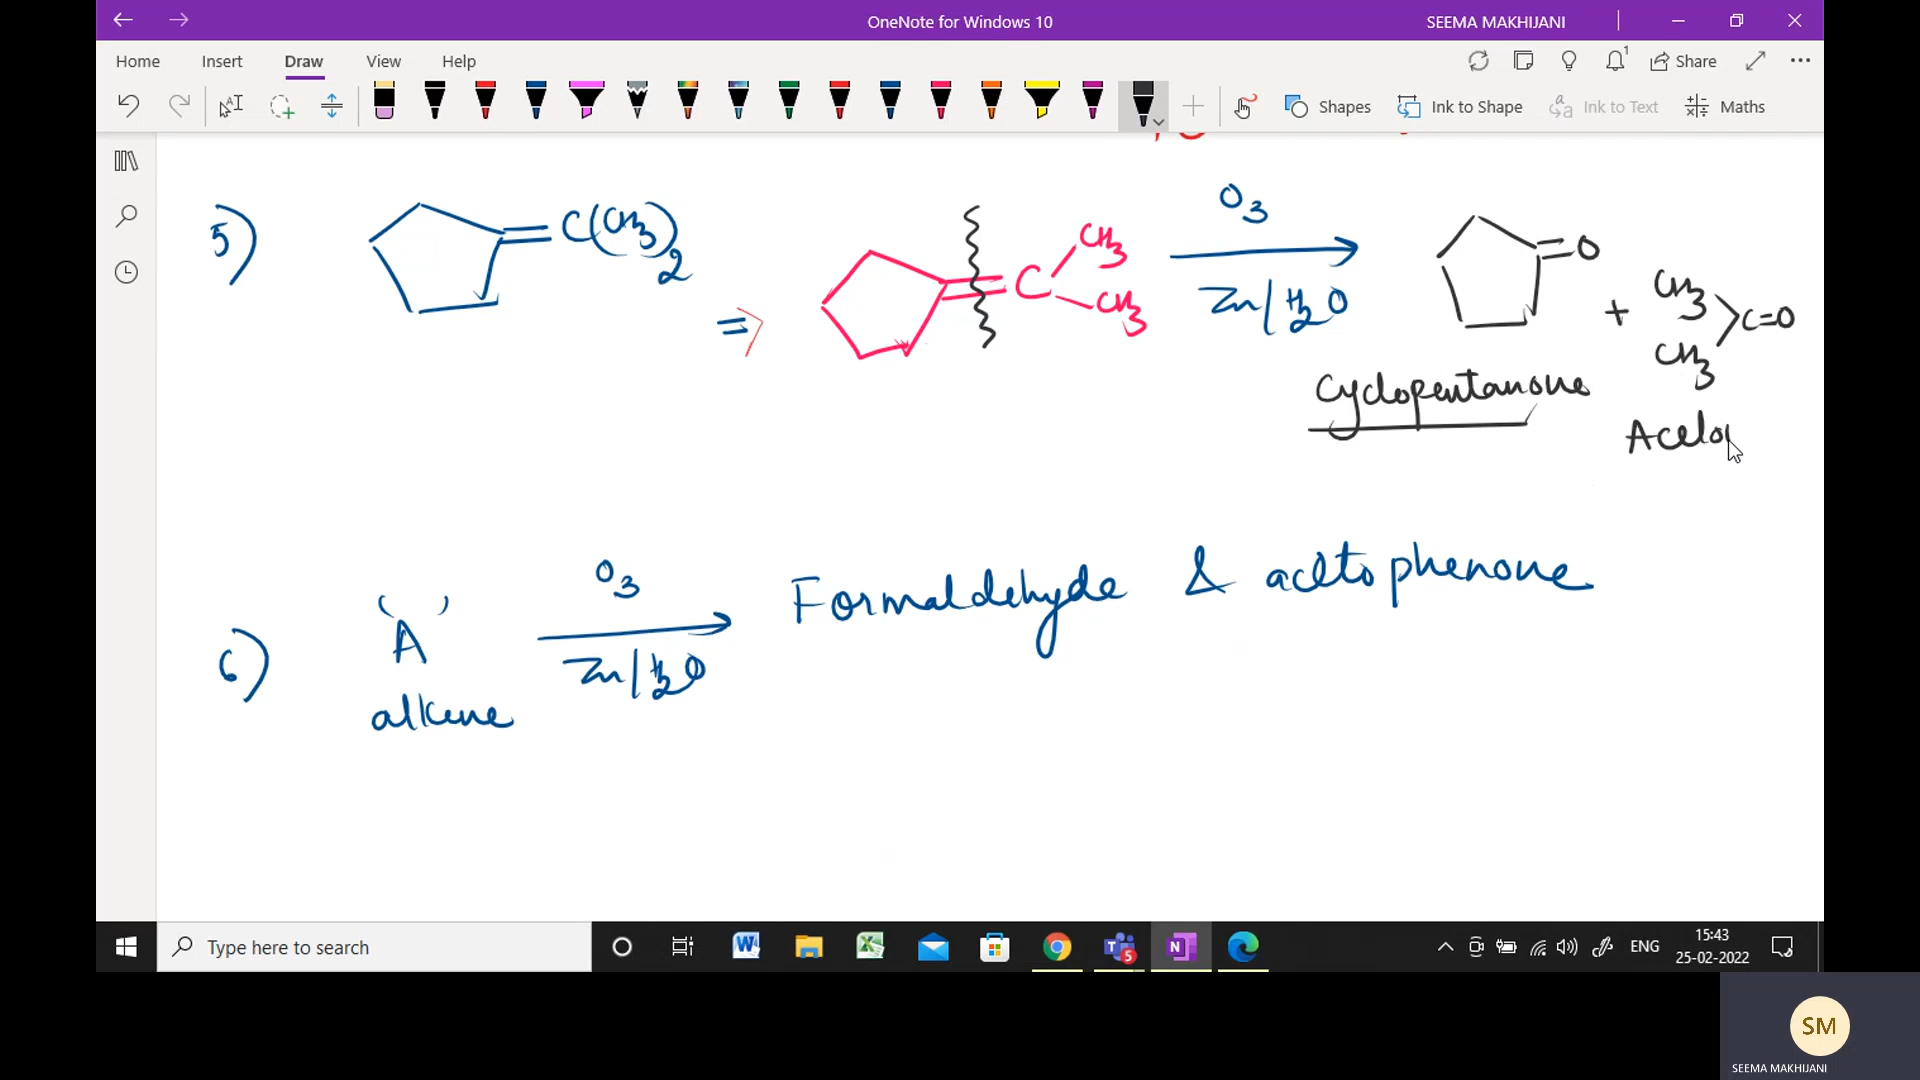 OneNote for Windows 10
SEEMA MAKHIJANI
Home Insert Draw View Help
Share
Shapes Ink to Shape Ink to Text Maths
5) =C(CH3)2
=> =C CH3 CH3
O3
Zn/H2O
=O + CH3 CH3 >C=O
Cyclopentanone
Aceto
6) 'A' alkene
O3
Zn/H2O
Formaldehyde & acetophenone
Type here to search
5
ENG
15:43
25-02-2022
SM
SEEMA MAKHIJANI